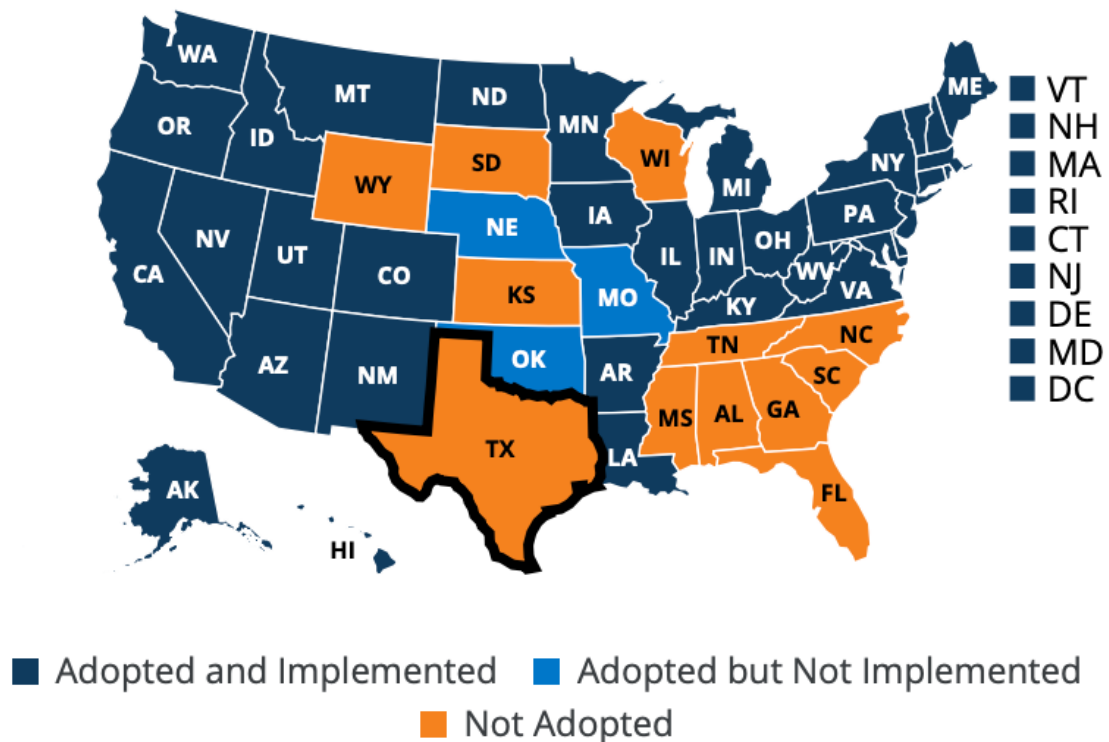 WA
MT
ND
MN
ME
VT
OR
ID
SD
WI
NH
WY
MI
NY
MA
NE
IA
PA
RI
NV
UT
CO
IL
IN
OH
WV
CT
CA
KS
MO
KY
VA
NJ
AZ
NM
OK
AR
TN
NC
DE
TX
MS
AL
GA
SC
MD
LA
DC
AK
FL
HI
Adopted and Implemented
Adopted but Not Implemented
Not Adopted